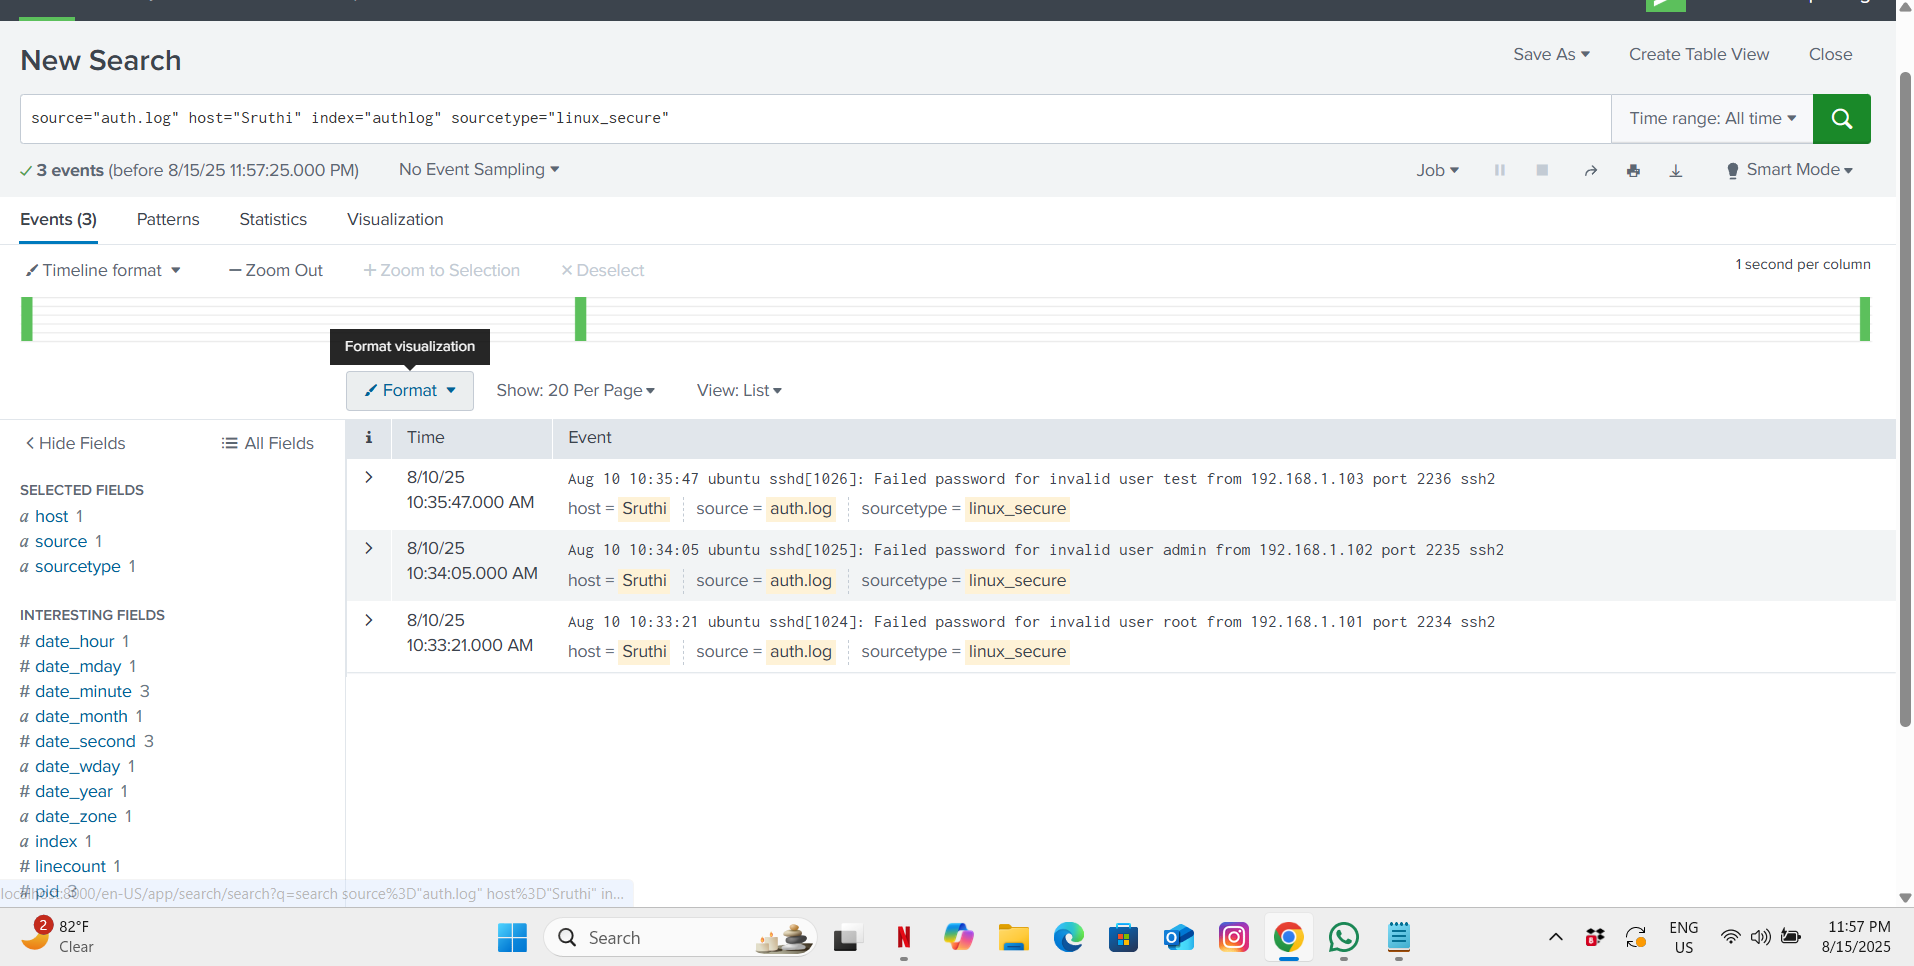 New Search
Save As
Create Table View
Close
source="auth.log" host="Sruthi" index="authlog" sourcetype="linux_secure"
Time range: All time
3 events (before 8/15/25 11:57:25.000 PM)
No Event Sampling
Job
Smart Mode
Events (3)
Patterns
Statistics
Visualization
Timeline format
Zoom Out
+ Zoom to Selection
× Deselect
1 second per column
Format visualization
Format
Show: 20 Per Page
View: List
< Hide Fields
All Fields
i
Time
Event
SELECTED FIELDS
a host 1
a source 1
a sourcetype 1
INTERESTING FIELDS
# date_hour 1
# date_mday 1
# date_minute 3
a date_month 1
# date_second 3
a date_wday 1
# date_year 1
a date_zone 1
a index 1
# linecount 1
# pid 3
8/10/25
10:35:47.000 AM
Aug 10 10:35:47 ubuntu sshd[1026]: Failed password for invalid user test from 192.168.1.103 port 2236 ssh2
host = Sruthi source = auth.log sourcetype = linux_secure
8/10/25
10:34:05.000 AM
Aug 10 10:34:05 ubuntu sshd[1025]: Failed password for invalid user admin from 192.168.1.102 port 2235 ssh2
host = Sruthi source = auth.log sourcetype = linux_secure
8/10/25
10:33:21.000 AM
Aug 10 10:33:21 ubuntu sshd[1024]: Failed password for invalid user root from 192.168.1.101 port 2234 ssh2
host = Sruthi source = auth.log sourcetype = linux_secure
localhost:8000/en-US/app/search/search?q=search source%3D"auth.log" host%3D"Sruthi" in...
2
82°F
Clear
Search
ENG
US
11:57 PM
8/15/2025